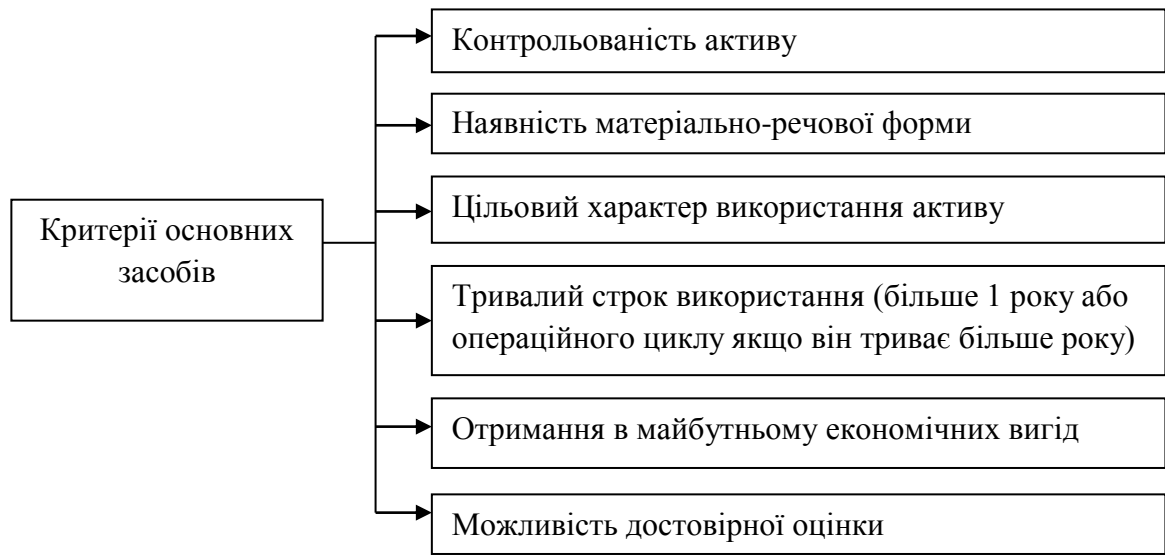 Критерії основних
засобів
Контрольованість активу
Наявність матеріально-речової форми
Цільовий характер використання активу
Тривалий строк використання (більше 1 року або
операційного циклу якщо він триває більше року)
Отримання в майбутньому економічних вигід
Можливість достовірної оцінки